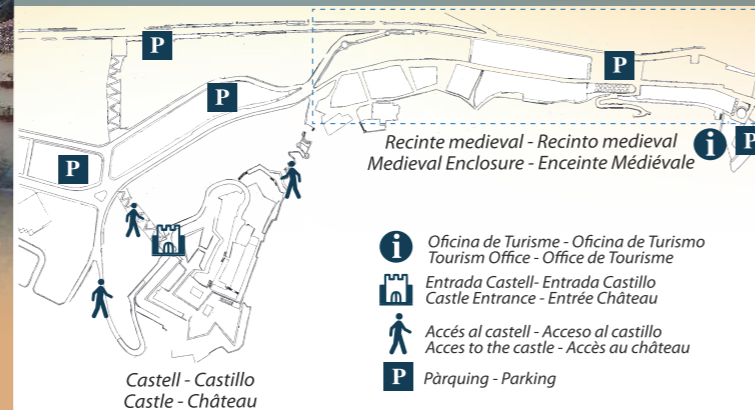 P
P
P
P
P
Recinte medieval - Recinto medieval
Medieval Enclosure - Enceinte Médiévale
i
i Oficina de Turisme - Oficina de Turismo
Tourism Office - Office de Tourisme
Entrada Castell- Entrada Castillo
Castle Entrance - Entrée Château
Accés al castell - Acceso al castillo
Acces to the castle - Accès au château
P Pàrquing - Parking
Castell - Castillo
Castle - Château